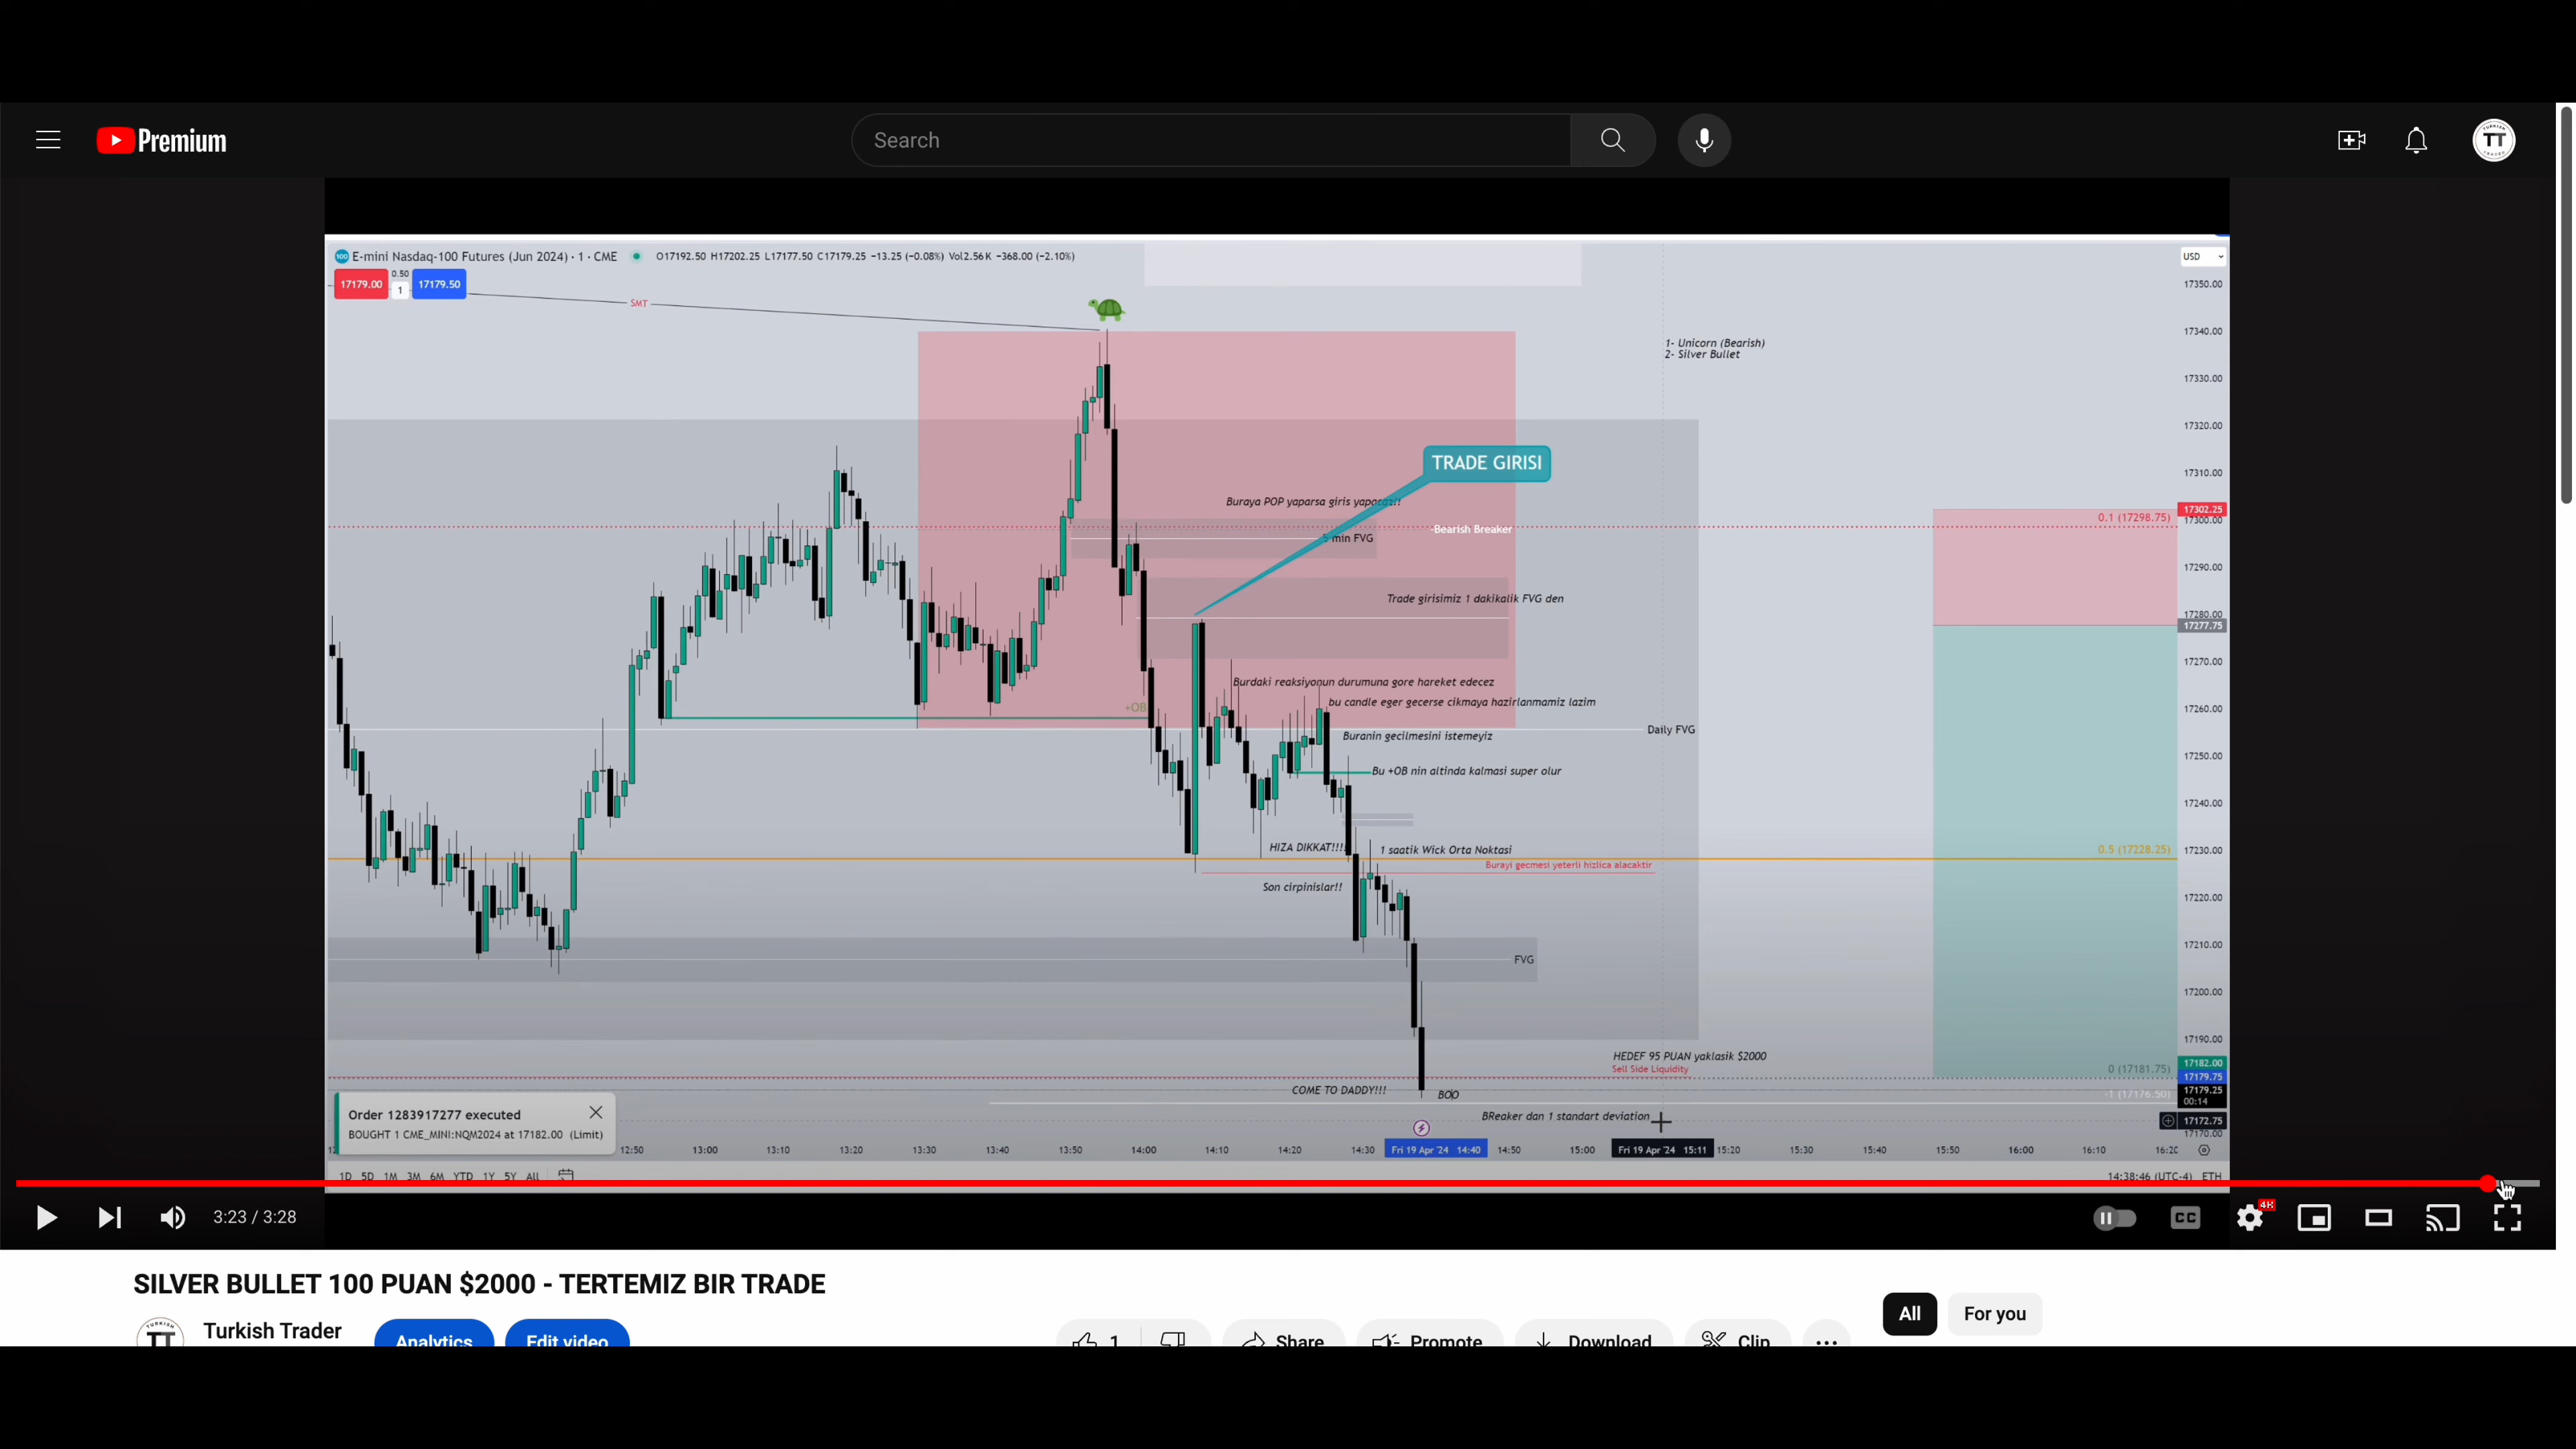 Premium
Search
TT
E-mini Nasdaq-100 Futures (Jun 2024) · 1 · CME
O17192.50 H17202.25 L17177.50 C17179.25 −13.25 (−0.08%) Vol2.56 K −368.00 (−2.10%)
USD
17179.00
0.50
1
17179.50
SMT
1- Unicorn (Bearish)
2- Silver Bullet
TRADE GIRISI
Buraya POP yaparsa giris yapacaz!!
-Bearish Breaker
5 min FVG
Trade girisimiz 1 dakikalik FVG den
Burdaki reaksiyonun durumuna gore hareket edecez
bu candle eger gecerse cikmaya hazirlanmamiz lazim
+OB
Daily FVG
Buranin gecilmesini istemeyiz
Bu +OB nin altinda kalmasi super olur
HIZA DIKKAT!!!!
1 saatik Wick Orta Noktasi
Burayi gecmesi yeterli hizlica alacaktir
Son cirpinislar!!
FVG
HEDEF 95 PUAN yaklasik $2000
Sell Side Liquidity
COME TO DADDY!!!
BReaker dan 1 standart deviation
0.1 (17298.75)
0.5 (17228.25)
0 (17181.75)
-1 (17176.50)
17350.00
17340.00
17330.00
17320.00
17310.00
17302.25
17300.00
17290.00
17280.00
17277.75
17270.00
17260.00
17250.00
17240.00
17230.00
17220.00
17210.00
17200.00
17190.00
17182.00
17179.75
17179.25
00:14
17172.75
17170.00
Order 1283917277 executed
BOUGHT 1 CME_MINI:NQM2024 at 17182.00 (Limit)
12:50 13:00 13:10 13:20 13:30 13:40 13:50 14:00 14:10 14:20 14:30 Fri 19 Apr '24 14:40 14:50 15:00 Fri 19 Apr '24 15:11 15:20 15:30 15:40 15:50 16:00 16:10 16:20
1D 5D 1M 3M 6M YTD 1Y 5Y All
14:38:46 (UTC-4) ETH
3:23 / 3:28
CC
4K
SILVER BULLET 100 PUAN $2000 - TERTEMIZ BIR TRADE
TURKISH
TT
Turkish Trader
Analytics
Edit video
1
Share
Promote
Download
Clip
All
For you